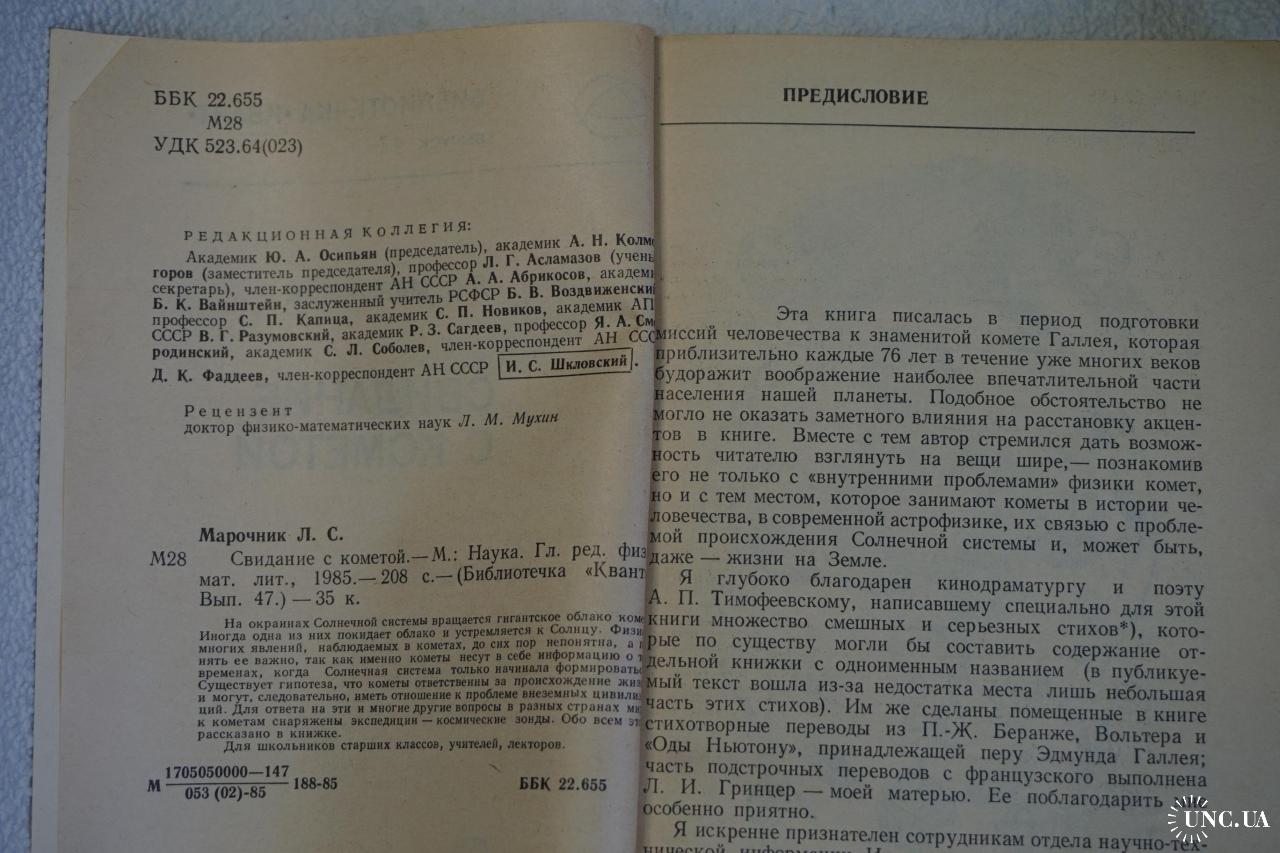 ББК 22.655
М28
УДК 523.64(023)
РЕДАКЦИОННАЯ КОЛЛЕГИЯ:
Академик Ю. А. Осипьян (председатель), академик А. Н. Колмо
горов (заместитель председателя), профессор Л. Г. Асламазов (учены
секретарь), член-корреспондент АН СССР А. А. Абрикосов, академи
Б. К. Вайнштейн, заслуженный учитель РСФСР Б. В. Воздвиженски
профессор С. П. Капица, академик С. П. Новиков, академик АП
СССР В. Г. Разумовский, академик Р. З. Сагдеев, профессор Я. А. См
родинский, академик С. Л. Соболев, член-корреспондент АН ССС
Д. К. Фаддеев, член-корреспондент АН СССР И. С. Шкловский.
Рецензент
доктор физико-математических наук Л. М. Мухин
Марочник Л. С.
М28 Свидание с кометой.—М.: Наука. Гл. ред. физ
мат. лит., 1985.—208 с.—(Библиотечка «Квант
Вып. 47.)—35 к.
На окраинах Солнечной системы вращается гигантское облако коме
Иногда одна из них покидает облако и устремляется к Солнцу. Физи
многих явлений, наблюдаемых в кометах, до сих пор непонятна, а п
нять ее важно, так как именно кометы несут в себе информацию о т
временах, когда Солнечная система только начинала формироватьс
Существует гипотеза, что кометы ответственны за происхождение жиз
и могут, следовательно, иметь отношение к проблеме внеземных цивили
ций. Для ответа на эти и многие другие вопросы в разных странах ми
к кометам снаряжены экспедиции — космические зонды. Обо всем эт
рассказано в книжке.
Для школьников старших классов, учителей, лекторов.
М 1705050000—147
053 (02)-85 188-85 ББК 22.655
ПРЕДИСЛОВИЕ
Эта книга писалась в период подготовки
миссий человечества к знаменитой комете Галлея, которая
приблизительно каждые 76 лет в течение уже многих веков
будоражит воображение наиболее впечатлительной части
населения нашей планеты. Подобное обстоятельство не
могло не оказать заметного влияния на расстановку акцен-
тов в книге. Вместе с тем автор стремился дать возмож-
ность читателю взглянуть на вещи шире,— познакомив
его не только с «внутренними проблемами» физики комет,
но и с тем местом, которое занимают кометы в истории че-
ловечества, в современной астрофизике, их связью с пробле-
мой происхождения Солнечной системы и, может быть,
даже — жизни на Земле.
Я глубоко благодарен кинодраматургу и поэту
А. П. Тимофеевскому, написавшему специально для этой
книги множество смешных и серьезных стихов*), кото-
рые по существу могли бы составить содержание от-
дельной книжки с одноименным названием (в публикуе-
мый текст вошла из-за недостатка места лишь небольшая
часть этих стихов). Им же сделаны помещенные в книге
стихотворные переводы из П.-Ж. Беранже, Вольтера и
«Оды Ньютону», принадлежащей перу Эдмунда Галлея;
часть подстрочных переводов с французского выполнена
Л. И. Гринцер — моей матерью. Ее поблагодарить
особенно приятно.
Я искренне признателен сотрудникам отдела научно-тех-
нической информации
UNC.UA